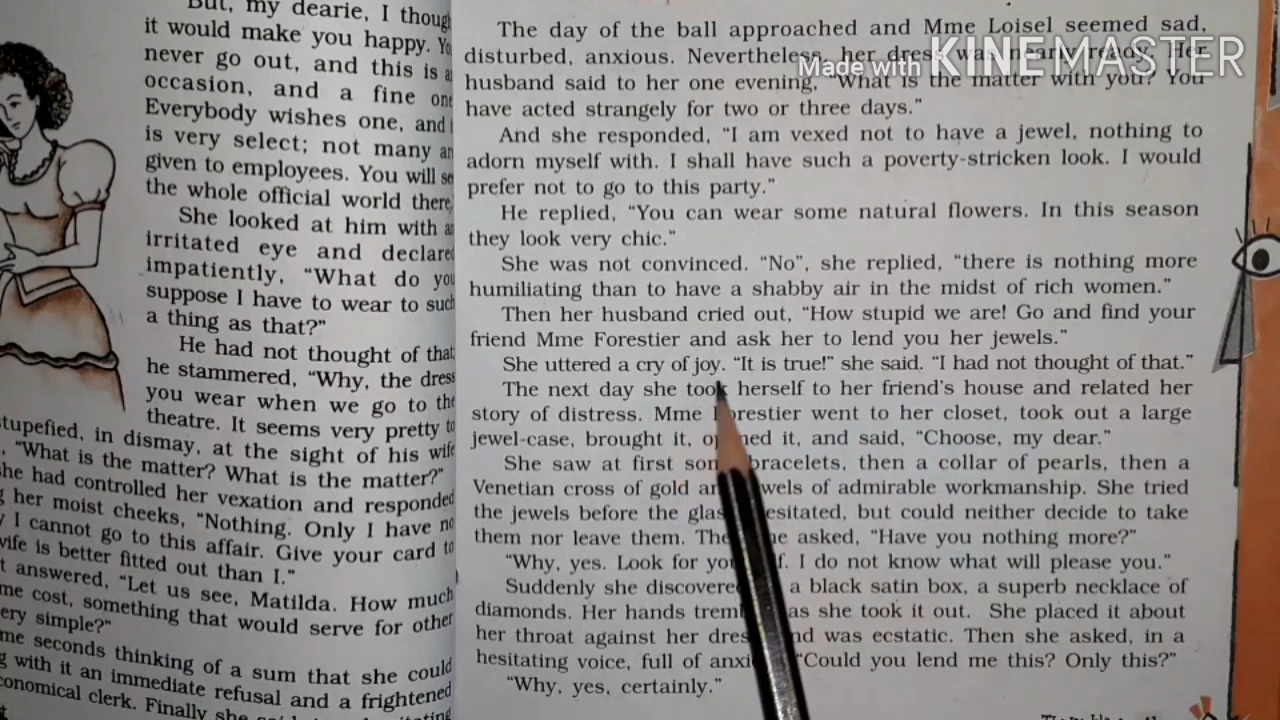 But, my dearie, I
it would make you happy.
never go out, and this is
occasion, and a fine
Everybody wishes one, and
is very select; not many
given to employees. You will
the whole official world there,
She looked at him with
irritated eye and
impatiently, "What do you
suppose I have to wear to such
a thing as that?"
He had not thought of
he stammered, "Why, the dress
you wear when we go to the
theatre. It seems very pretty to
stupefied, in dismay, at the sight of his wife
"What is the matter? What is the matter?"
she had controlled her vexation and responded
her moist cheeks, "Nothing. Only I have no
I cannot go to this affair. Give your card to
wife is better fitted out than I."
answered, "Let us see, Matilda. How much
cost, something that would serve for other
simple?"
seconds thinking of a sum that she could
with it an immediate refusal and a frightened
economical clerk. Finally she
The day of the ball approached and Mme Loisel seemed sad,
disturbed, anxious. Nevertheless, her dress was nearly ready. Her
husband said to her one evening, "What is the matter with you? You
have acted strangely for two or three days."
And she responded, "I am vexed not to have a jewel, nothing to
adorn myself with. I shall have such a poverty-stricken look. I would
prefer not to go to this party."
He replied, "You can wear some natural flowers. In this season
they look very chic."
She was not convinced. "No", she replied, "there is nothing more
humiliating than to have a shabby air in the midst of rich women."
Then her husband cried out, "How stupid we are! Go and find your
friend Mme Forestier and ask her to lend you her jewels."
She uttered a cry of joy. "It is true!" she said. "I had not thought of that."
The next day she took herself to her friend's house and related her
story of distress. Mme Forestier went to her closet, took out a large
jewel-case, brought it, opened it, and said, "Choose, my dear."
She saw at first some bracelets, then a collar of pearls, then a
Venetian cross of gold and jewels of admirable workmanship. She tried
the jewels before the glass, hesitated, but could neither decide to take
them nor leave them. Then she asked, "Have you nothing more?"
"Why, yes. Look for yourself. I do not know what will please you."
Suddenly she discovered, a black satin box, a superb necklace of
diamonds. Her hands trembled as she took it out. She placed it about
her throat against her dress, and was ecstatic. Then she asked, in a
hesitating voice, full of anxiety, "Could you lend me this? Only this?"
"Why, yes, certainly."
Made with KINEMASTER